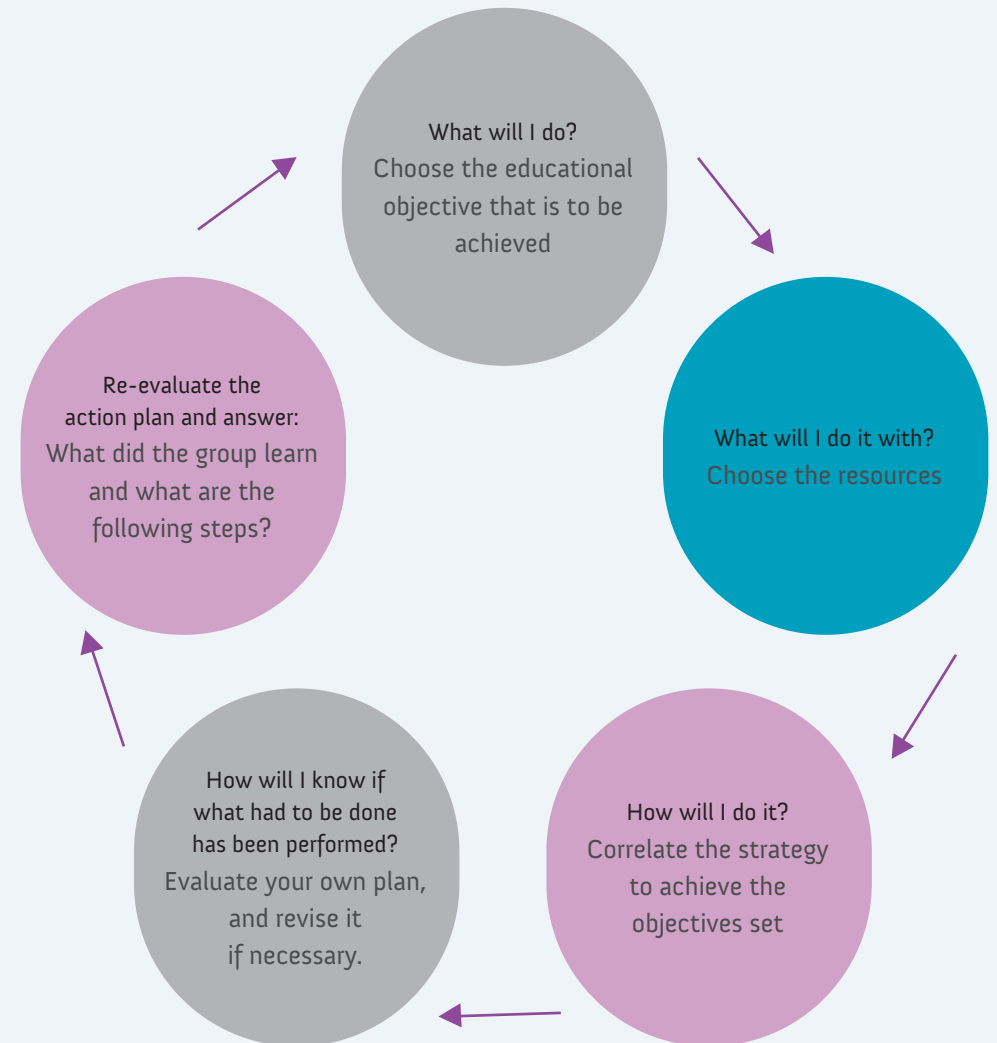 What will I do?
Choose the educational
objective that is to be
achieved
What will I do it with?
Choose the resources
How will I do it?
Correlate the strategy
to achieve the
objectives set
How will I know if
what had to be done
has been performed?
Evaluate your own plan,
and revise it
if necessary.
Re-evaluate the
action plan and answer:
What did the group learn
and what are the
following steps?